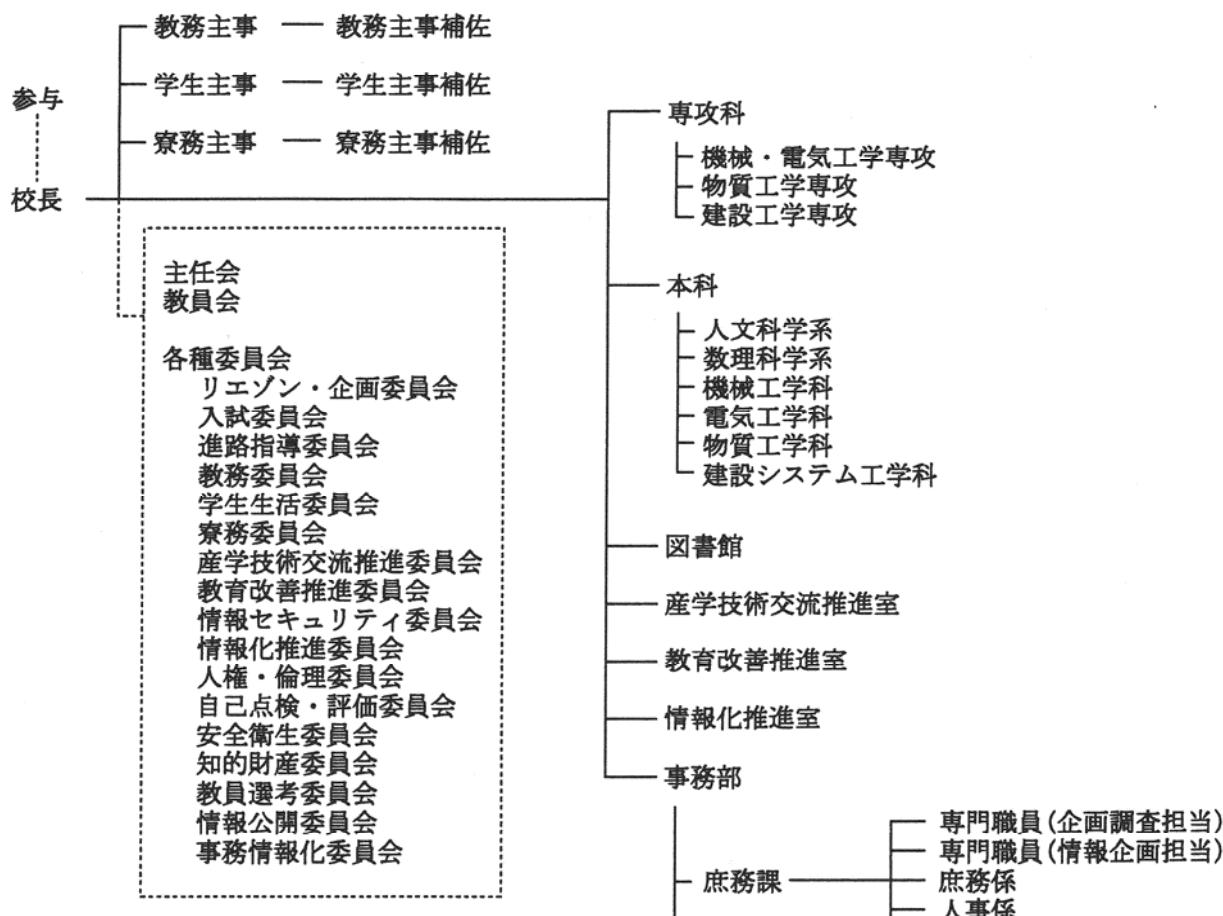 教務主事 教務主事補佐
学生主事 学生主事補佐
寮務主事 寮務主事補佐
参与
校長
主任会
教員会
各種委員会
リエゾン・企画委員会
入試委員会
進路指導委員会
教務委員会
学生生活委員会
寮務委員会
産学技術交流推進委員会
教育改善推進委員会
情報セキュリティ委員会
情報化推進委員会
人権・倫理委員会
自己点検・評価委員会
安全衛生委員会
知的財産委員会
教員選考委員会
情報公開委員会
事務情報化委員会
専攻科
機械・電気工学専攻
物質工学専攻
建設工学専攻
本科
人文科学系
数理科学系
機械工学科
電気工学科
物質工学科
建設システム工学科
図書館
産学技術交流推進室
教育改善推進室
情報化推進室
事務部
庶務課
専門職員(企画調査担当)
専門職員(情報企画担当)
庶務係
人事係